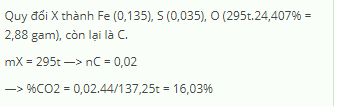 Quy đổi X thành Fe (0,135), S (0,035), O (295t.24,407% =
2,88 gam), còn lại là C.
mX = 295t —> nC = 0,02
—> %CO2 = 0,02.44/137,25t = 16,03%